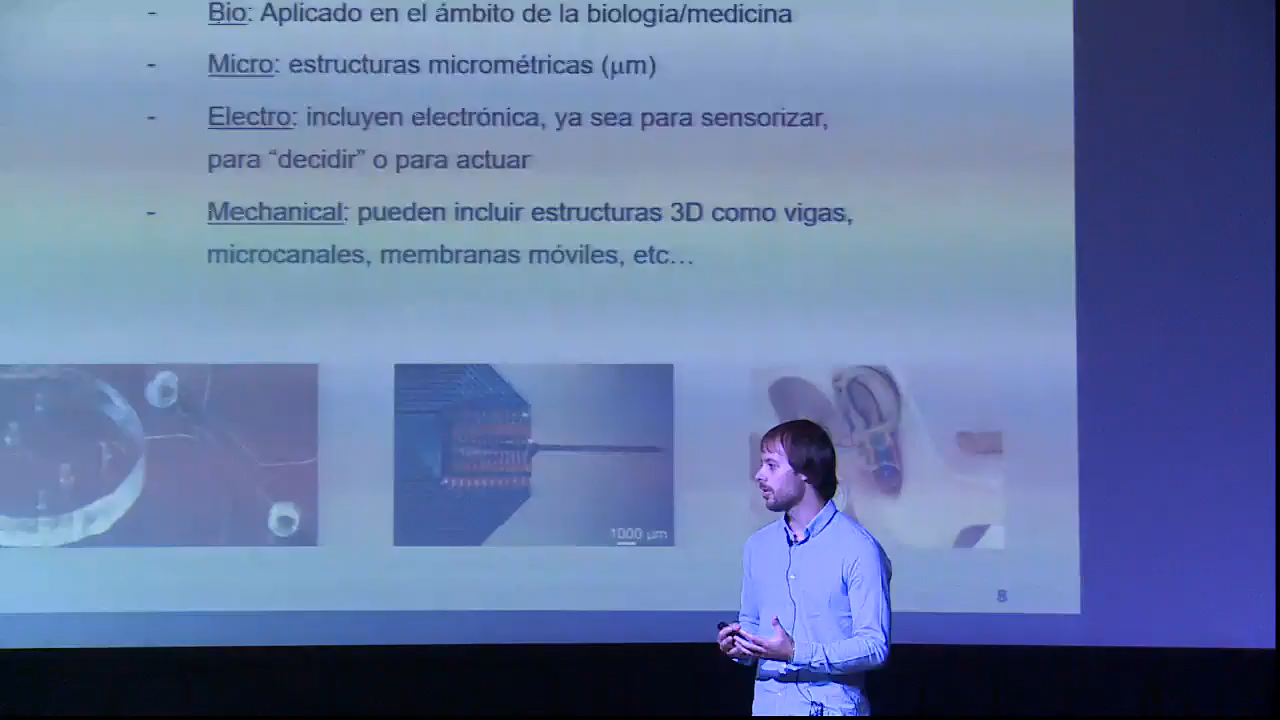 - Bio: Aplicado en el ámbito de la biología/medicina
- Micro: estructuras micrométricas (μm)
- Electro: incluyen electrónica, ya sea para sensorizar,
para “decidir” o para actuar
- Mechanical: pueden incluir estructuras 3D como vigas,
microcanales, membranas móviles, etc…
1000 μm
8